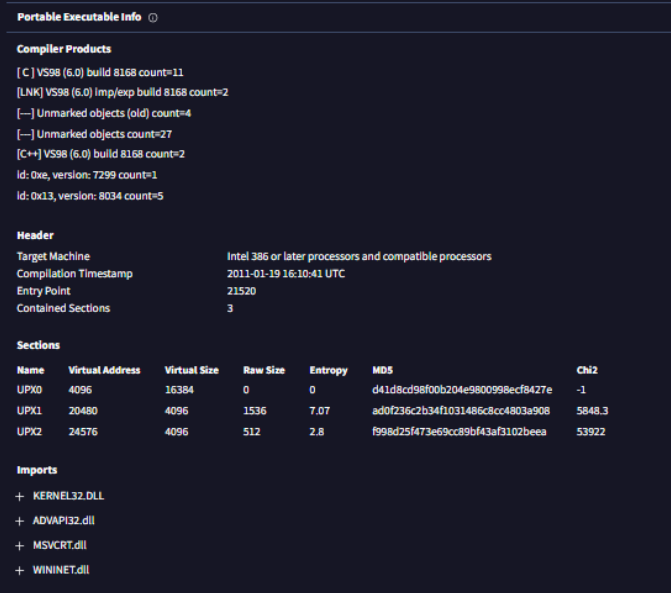 Portable Executable Info
Compiler Products
[ C ] VS98 (6.0) build 8168 count=11
[LNK] VS98 (6.0) imp/exp build 8168 count=2
[---] Unmarked objects (old) count=4
[---] Unmarked objects count=27
[C++] VS98 (6.0) build 8168 count=2
id: 0xe, version: 7299 count=1
id: 0x13, version: 8034 count=5
Header
Target Machine Intel 386 or later processors and compatible processors
Compilation Timestamp 2011-01-19 16:10:41 UTC
Entry Point 21520
Contained Sections 3
Sections
Name Virtual Address Virtual Size Raw Size Entropy MD5 Chi2
UPX0 4096 16384 0 0 d41d8cd98f00b204e9800998ecf8427e -1
UPX1 20480 4096 1536 7.07 ad0f236c2b34f1031486c8cc4803a908 5848.3
UPX2 24576 4096 512 2.8 f998d25f473e69cc89bf43af3102beea 53922
Imports
+ KERNEL32.DLL
+ ADVAPI32.dll
+ MSVCRT.dll
+ WININET.dll